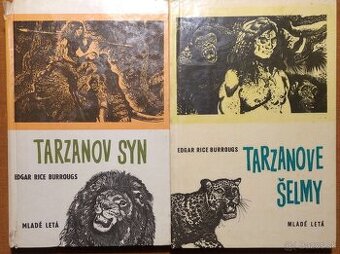 TARZANOV SYN
EDGAR RICE BURROUGS
MLADÉ LETÁ
EDGAR RICE BURROUGS
TARZANOVE
ŠELMY
MLADÉ LETÁ